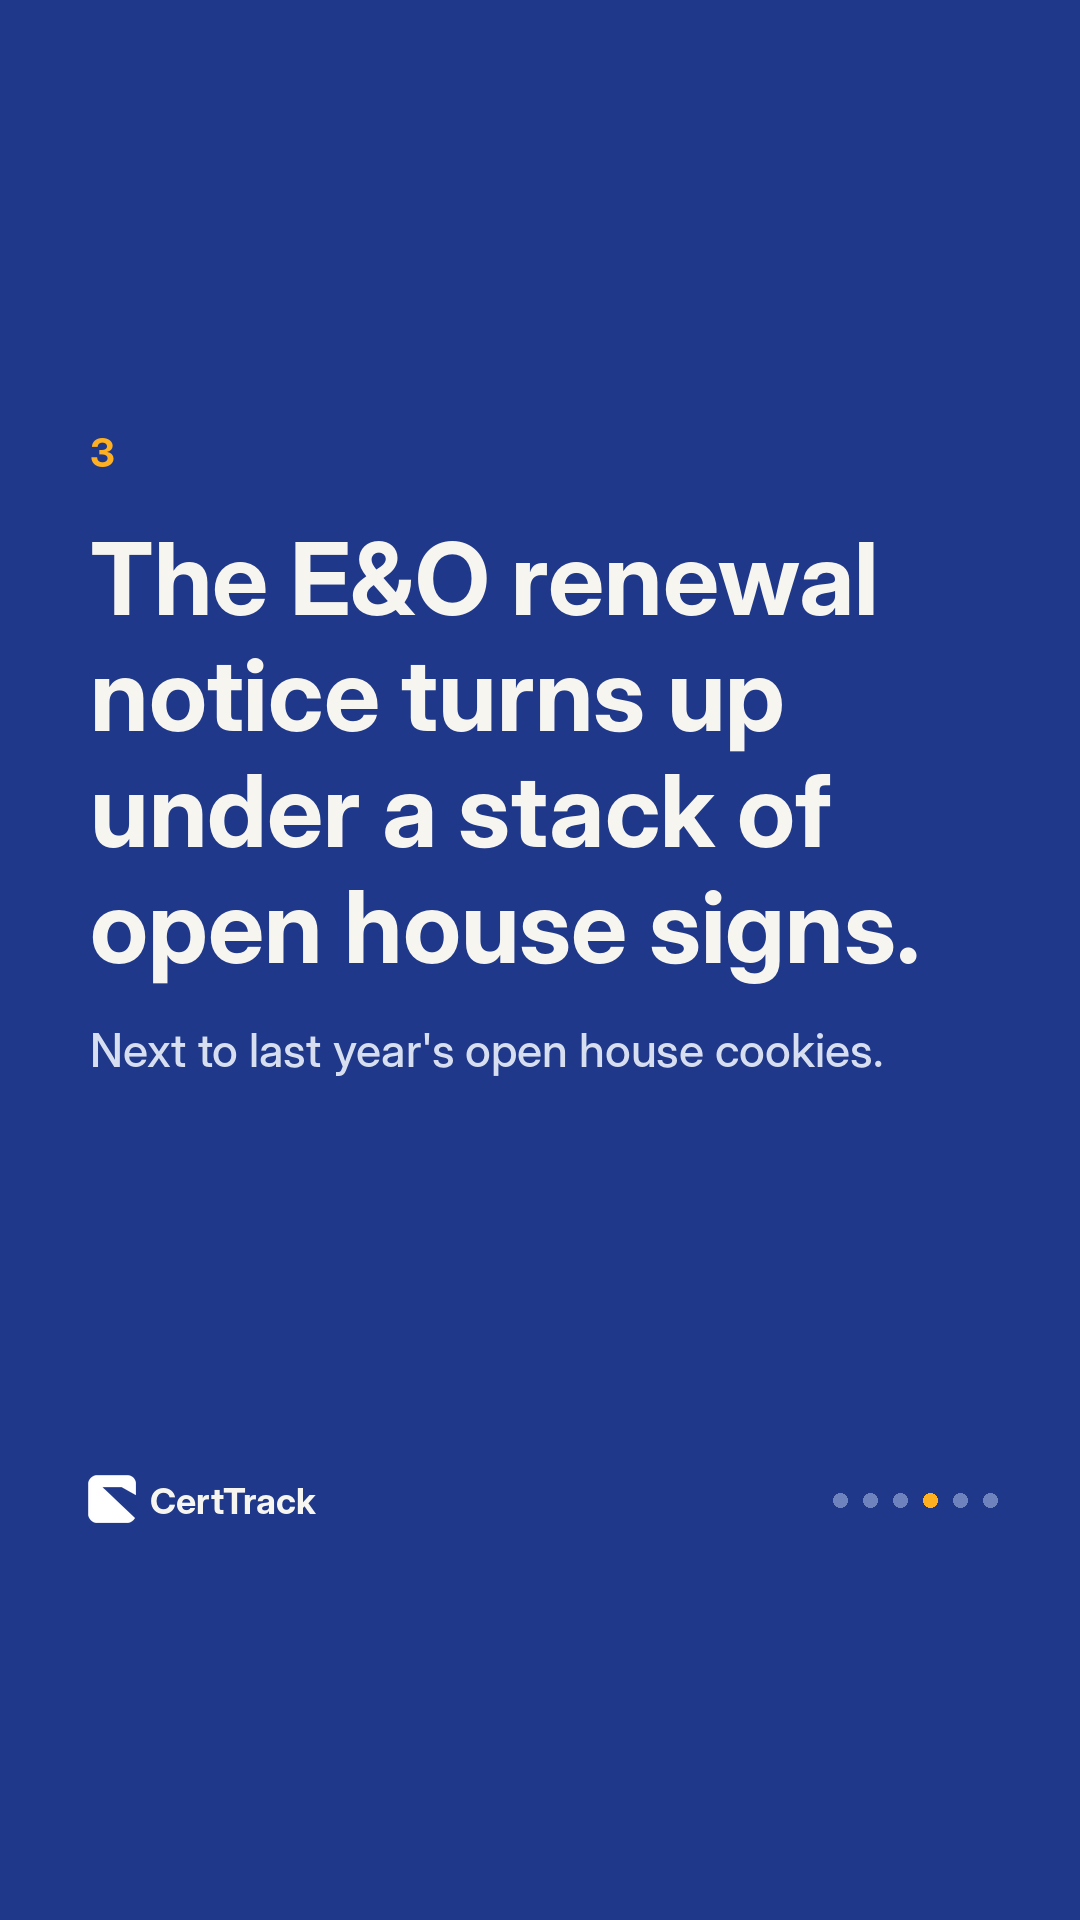 3
The E&O renewal
notice turns up
under a stack of
open house signs.
Next to last year's open house cookies.
CertTrack